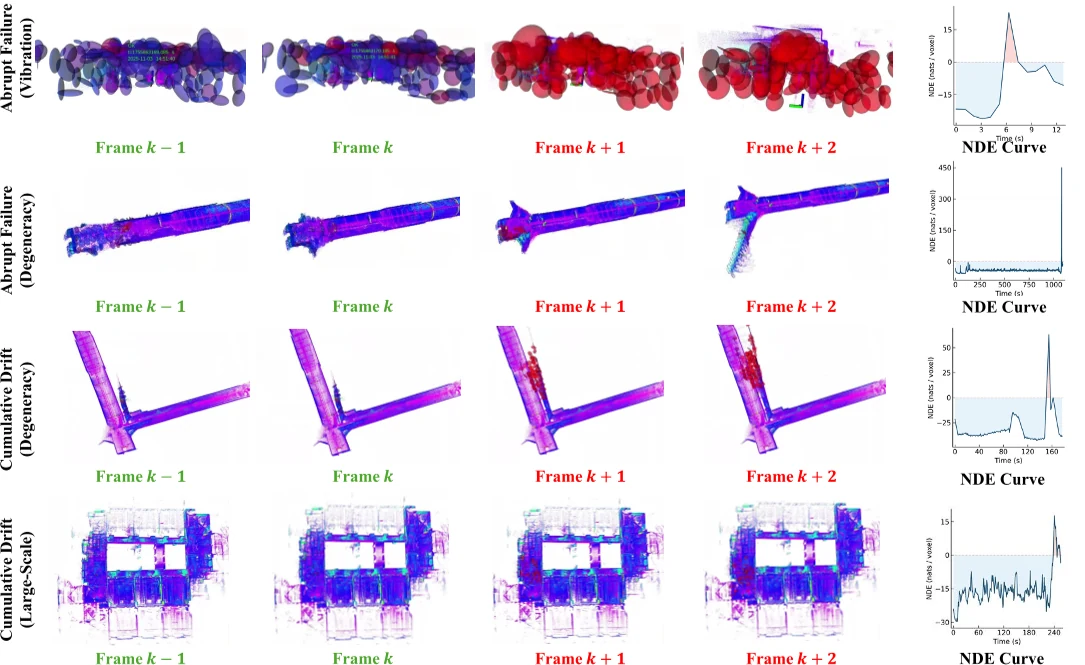 Abrupt Failure
(Vibration)
Frame k − 1
Frame k
Frame k + 1
Frame k + 2
NDE (nats / voxel)
15
0
−15
0 3 6 9 12
Time (s)
NDE Curve
Abrupt Failure
(Degeneracy)
Frame k − 1
Frame k
Frame k + 1
Frame k + 2
NDE (nats / voxel)
450
300
150
0
0 250 500 750 1000
Time (s)
NDE Curve
Cumulative Drift
(Degeneracy)
Frame k − 1
Frame k
Frame k + 1
Frame k + 2
NDE (nats / voxel)
50
25
0
−25
0 40 80 120 160
Time (s)
NDE Curve
Cumulative Drift
(Large-Scale)
Frame k − 1
Frame k
Frame k + 1
Frame k + 2
NDE (nats / voxel)
15
0
−15
−30
0 60 120 180 240
Time (s)
NDE Curve